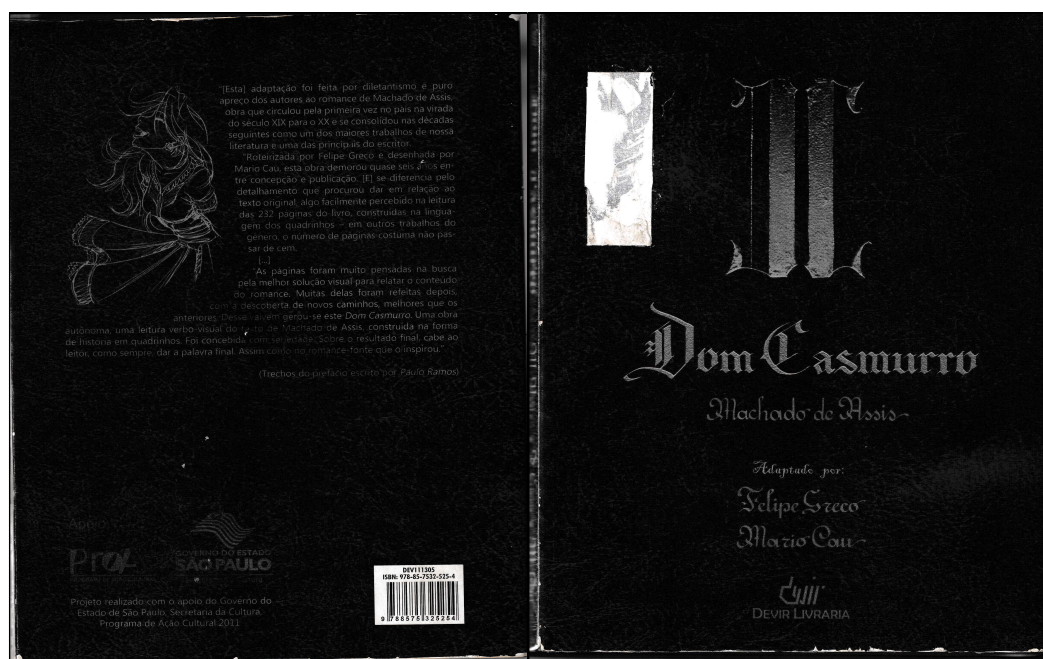 "[Esta] adaptação foi feita por diletantismo e puro
apreço dos autores ao romance de Machado de Assis,
obra que circulou pela primeira vez no país na virada
do século XIX para o XX e se consolidou nas décadas
seguintes como um dos maiores trabalhos de nossa
literatura e uma das principais do escritor.
"Roteirizada por Felipe Greco e desenhada por
Mario Cau, esta obra demorou quase seis anos en-
tre concepção e publicação. [E] se diferencia pelo
detalhamento que procurou dar em relação ao
texto original, algo facilmente percebido na leitura
das 232 páginas do livro, construídas na lingua-
gem dos quadrinhos – em outros trabalhos do
gênero, o número de páginas costuma não pas-
sar de cem.
[...]
"As páginas foram muito pensadas na busca
pela melhor solução visual para relatar o conteúdo
do romance. Muitas delas foram refeitas depois,
com a descoberta de novos caminhos, melhores que os
anteriores. Desse vaivém gerou-se este Dom Casmurro. Uma obra
autônoma, uma leitura verbo-visual do texto de Machado de Assis, construída na forma
de história em quadrinhos. Foi concebida com seriedade. Sobre o resultado final, cabe ao
leitor, como sempre, dar a palavra final. Assim como no romance-fonte que o inspirou."
(Trechos do prefácio escrito por Paulo Ramos)
GOVERNO DO ESTADO
SÃO PAULO
Projeto realizado com o apoio do Governo do
Estado de São Paulo, Secretaria da Cultura,
Programa de Ação Cultural 2011
DEV111305
ISBN: 978-85-7532-525-4
9 788575 325254
DC
Dom Casmurro
Machado de Assis
Adaptado por:
Felipe Greco
Mario Cau
DEVIR LIVRARIA